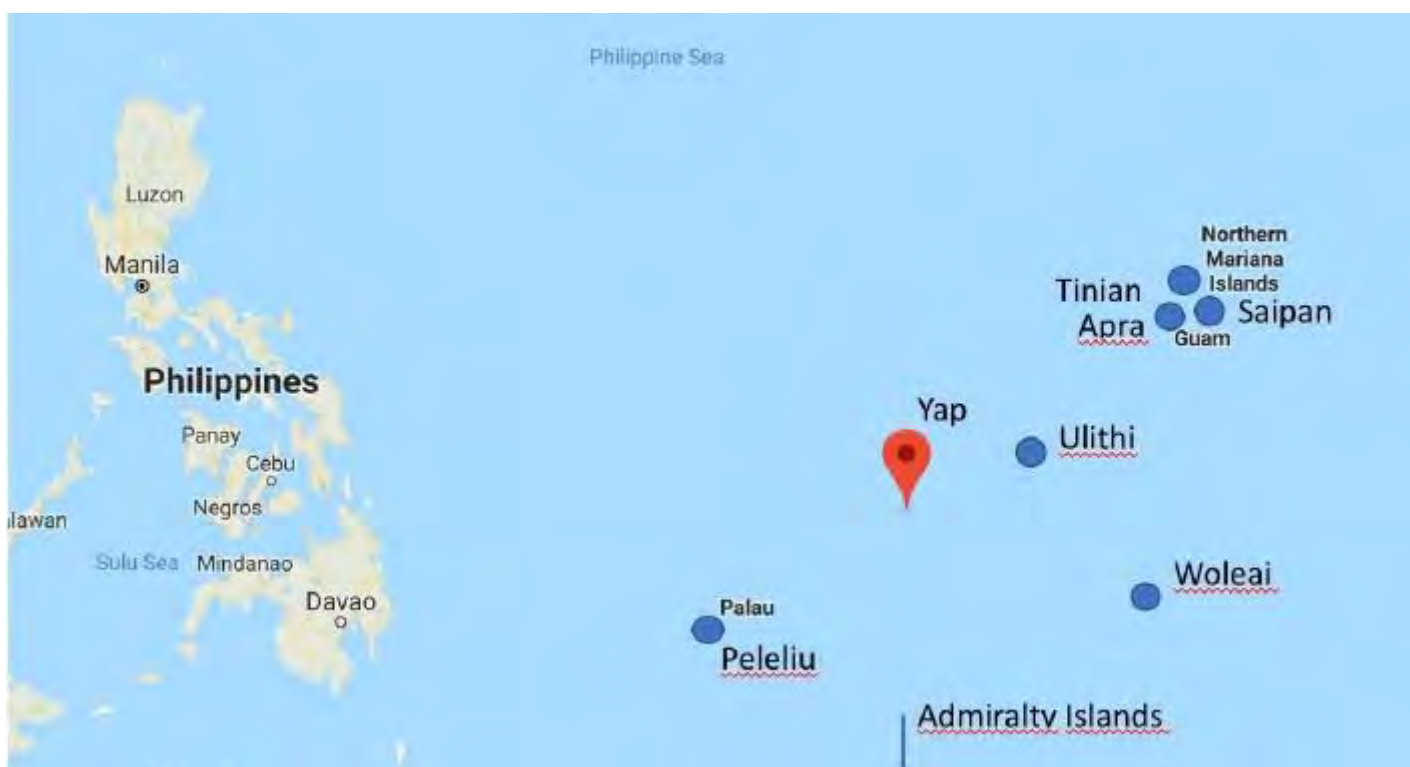 Philippine Sea
Luzon
Manila
Philippines
Panay
Cebu
Negros
lawan
Sulu Sea
Mindanao
Davao
Northern
Mariana
Islands
Tinian
Saipan
Apra
Guam
Yap
Ulithi
Woleai
Palau
Peleliu
Admiralty Islands